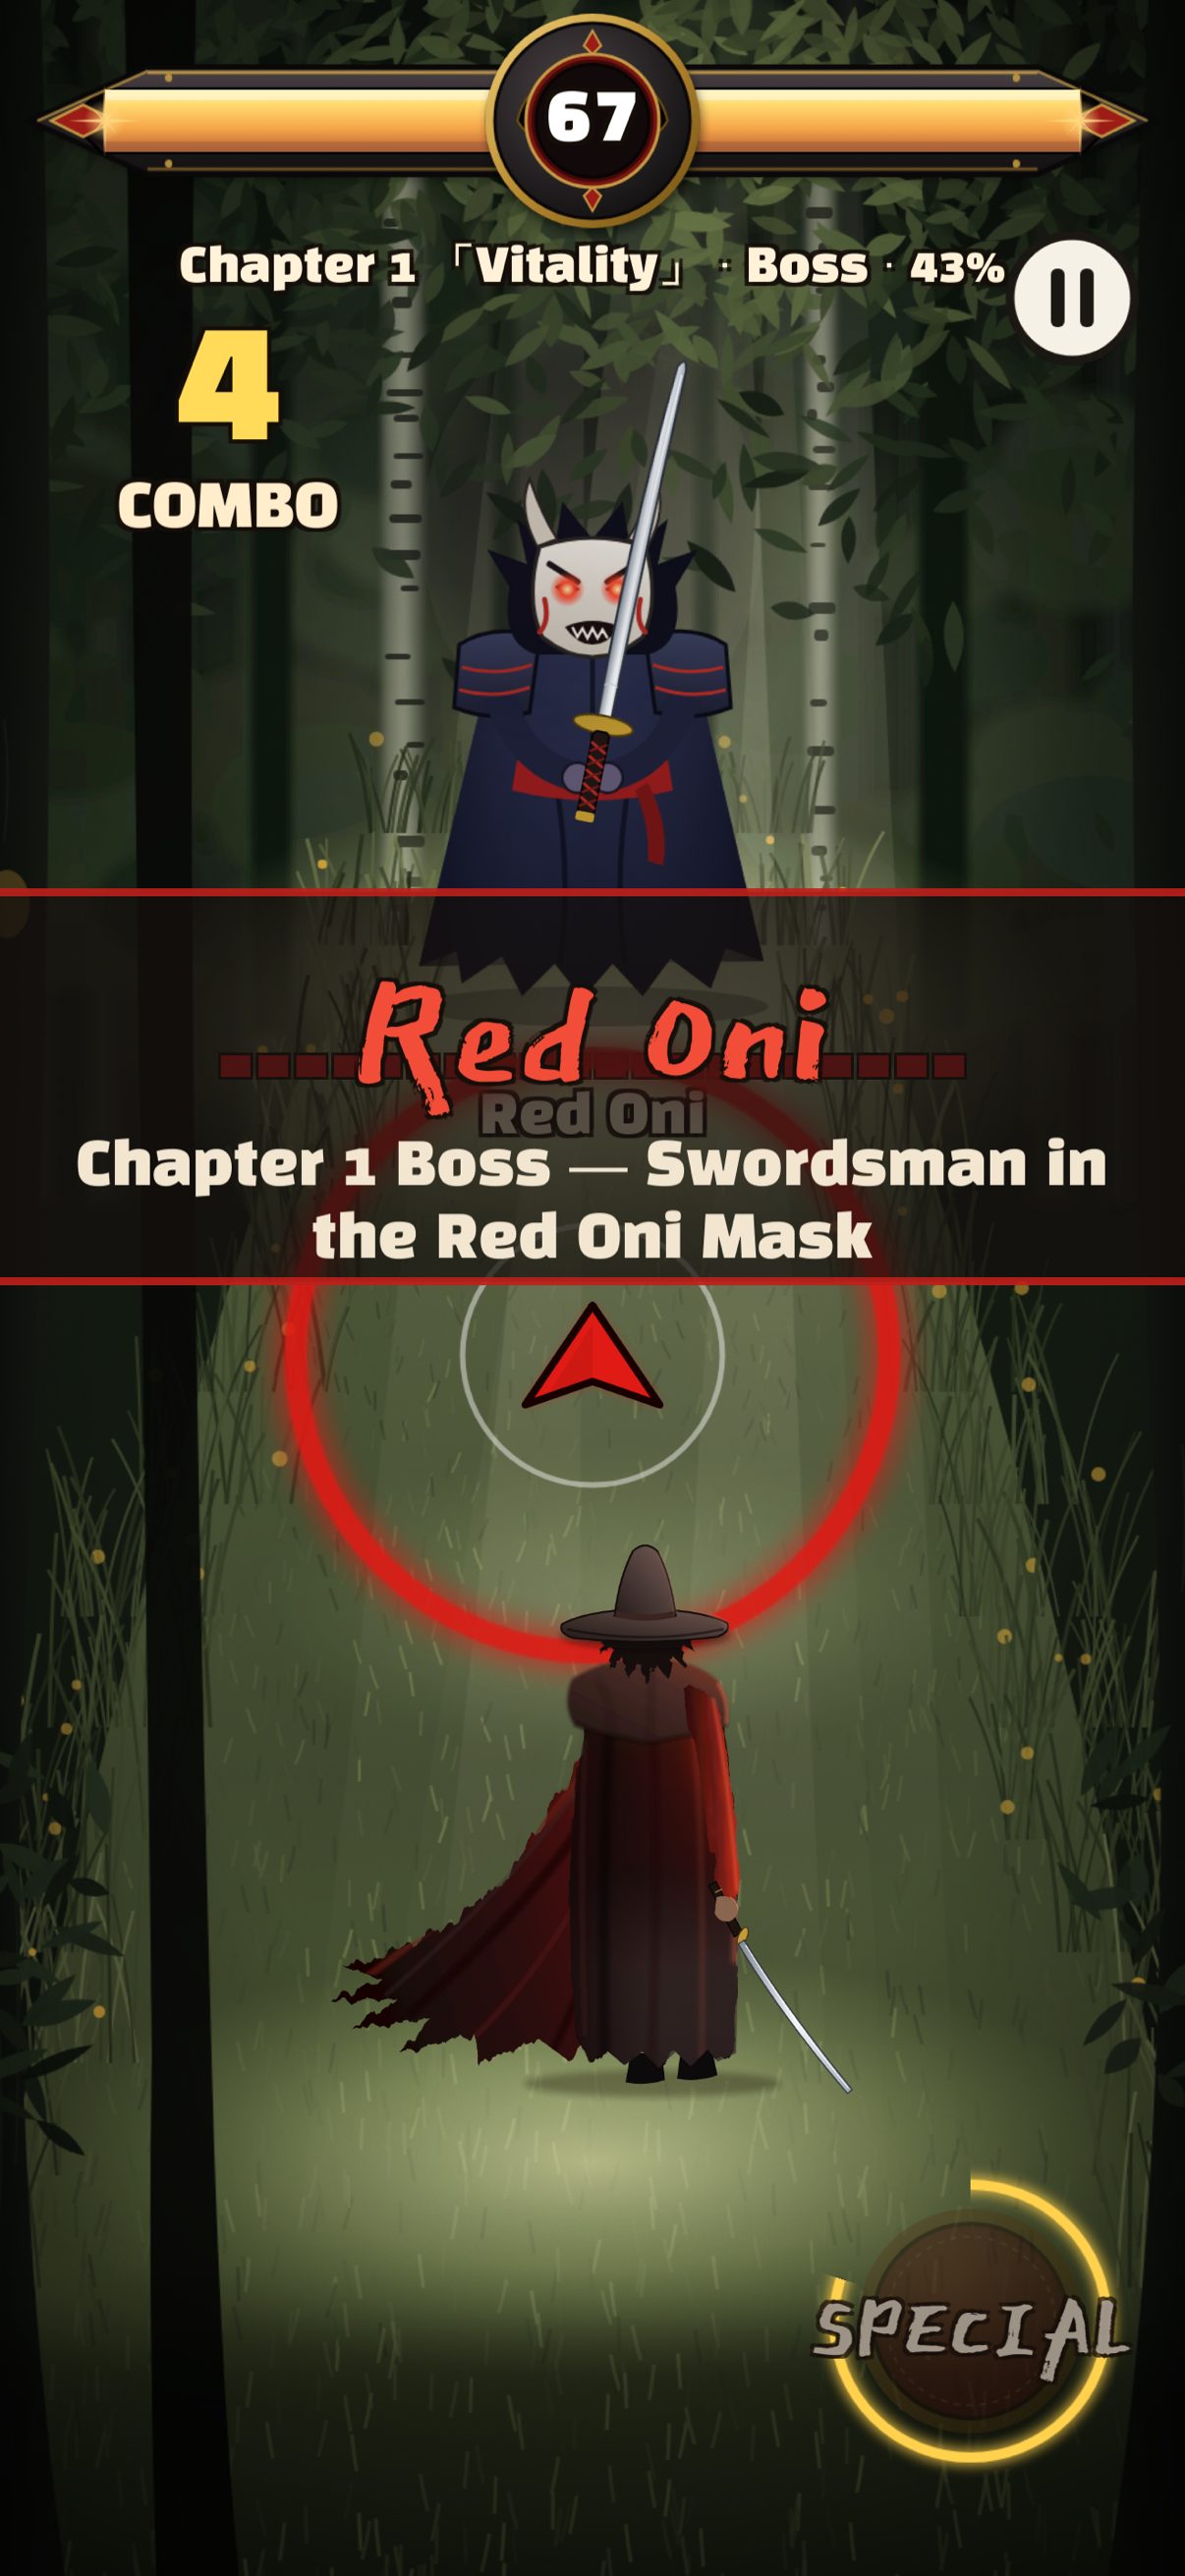 67
Chapter 1 「Vitality」 · Boss · 43%
4
COMBO
Red Oni
Red Oni
Chapter 1 Boss — Swordsman in
the Red Oni Mask
SPECIAL